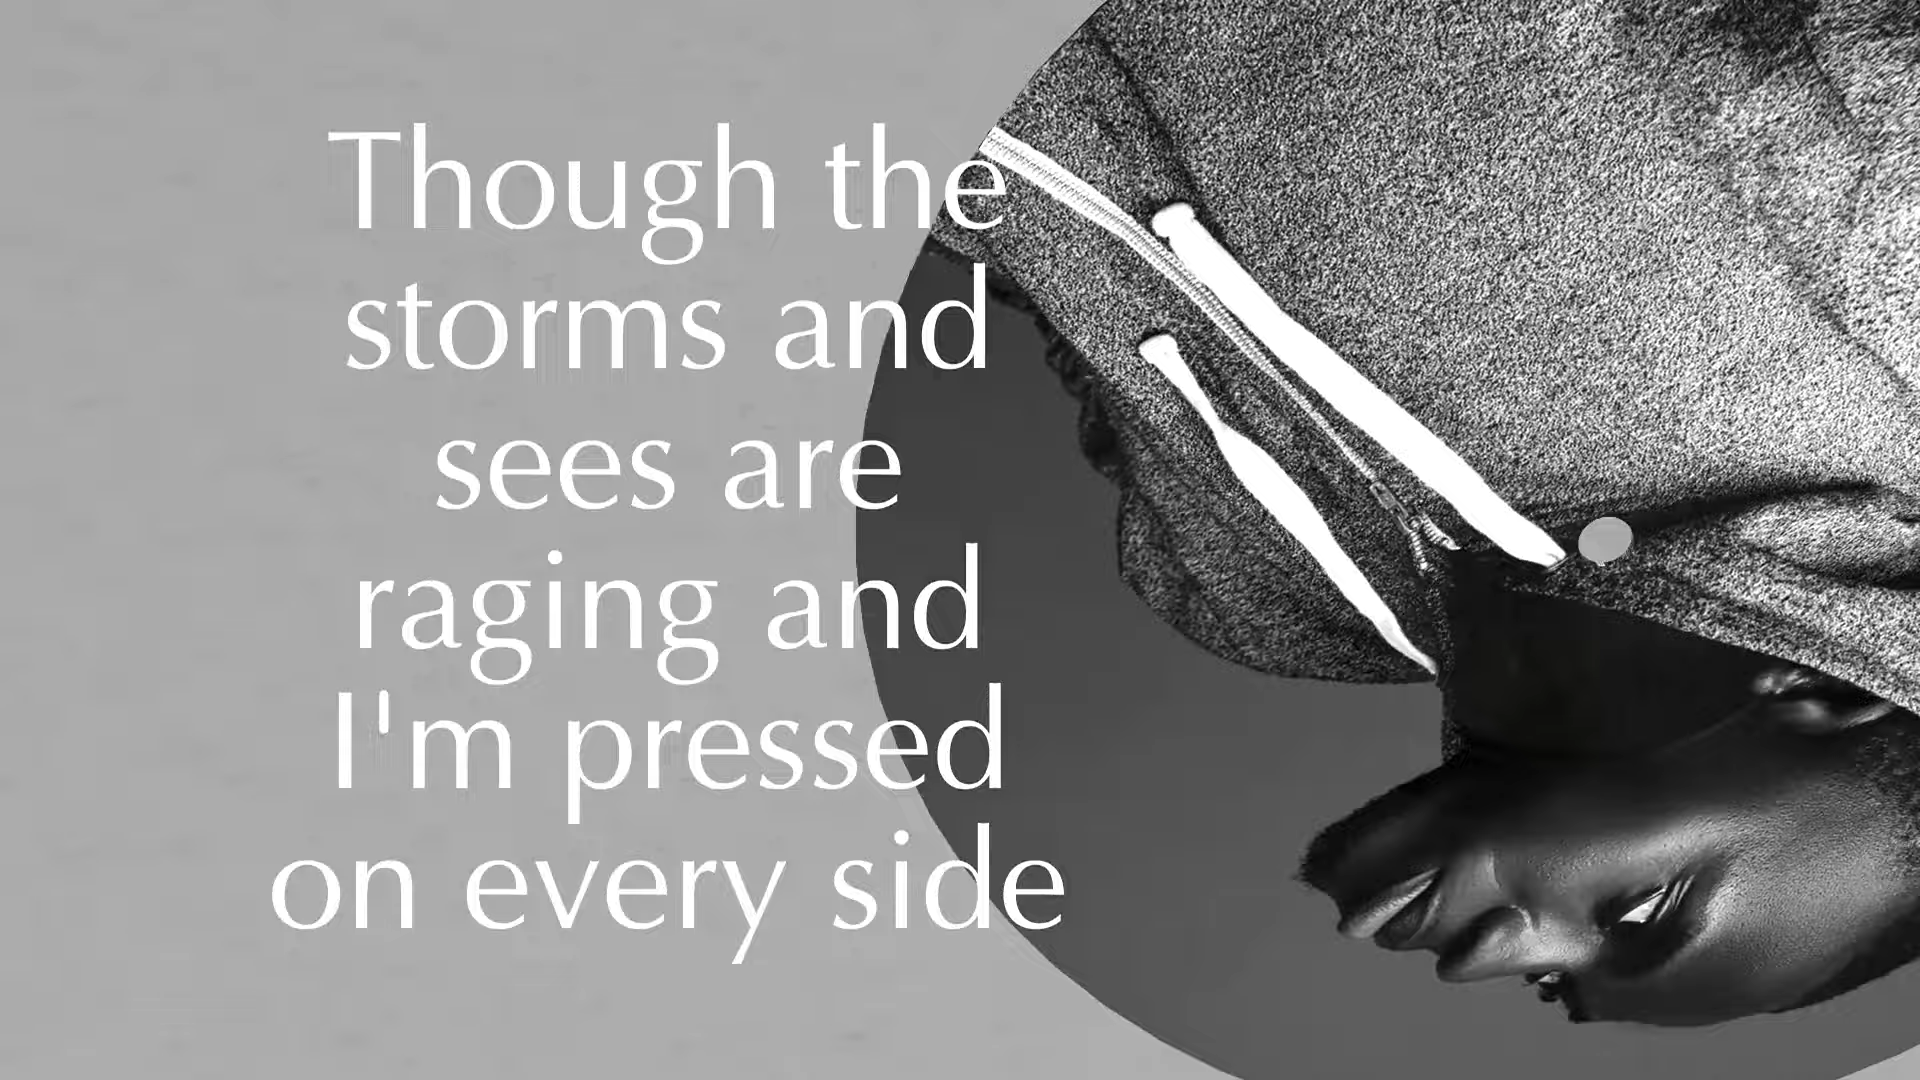 Though the
storms and
sees are
raging and
I'm pressed
on every side